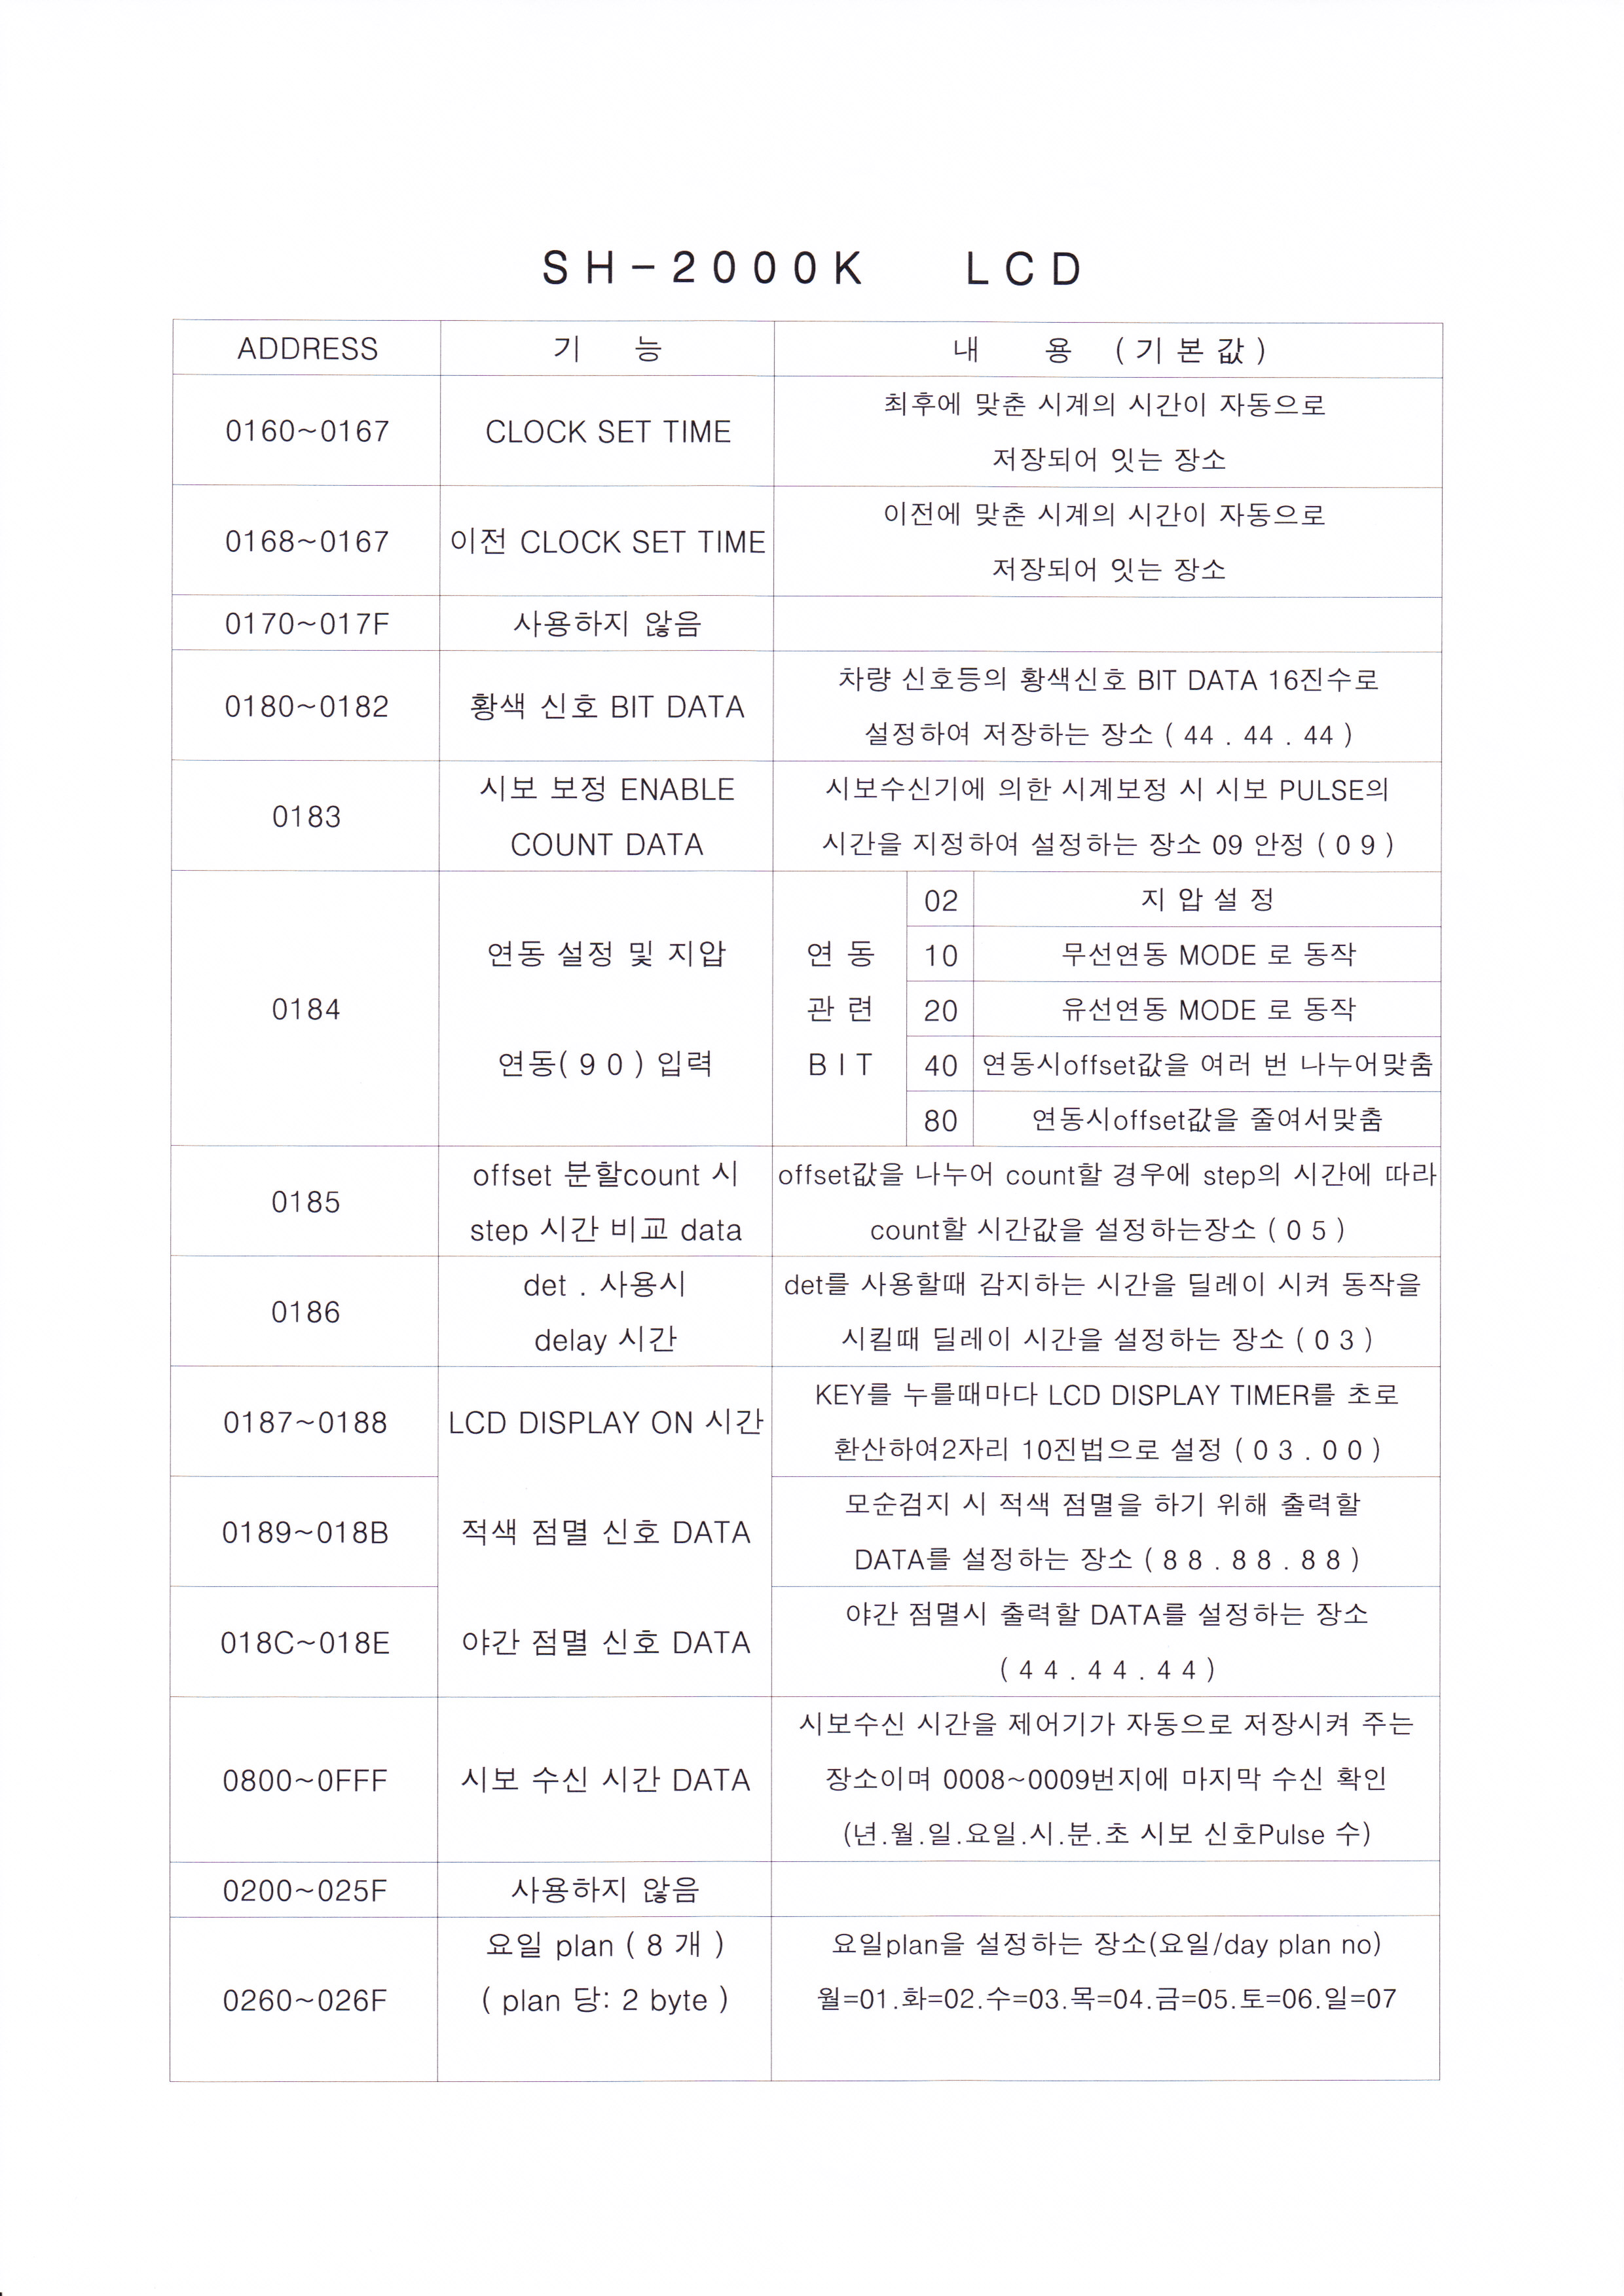 SH-2000K LCD
ADDRESS 기 능 내 용 (기본값)
0160~0167 CLOCK SET TIME 최후에 맞춘 시계의 시간이 자동으로
저장되어 잇는 장소
0168~0167 이전 CLOCK SET TIME 이전에 맞춘 시계의 시간이 자동으로
저장되어 잇는 장소
0170~017F 사용하지 않음
0180~0182 황색 신호 BIT DATA 차량 신호등의 황색신호 BIT DATA 16진수로
설정하여 저장하는 장소 ( 44 . 44 . 44 )
0183 시보 보정 ENABLE
COUNT DATA
시보수신기에 의한 시계보정 시 시보 PULSE의
시간을 지정하여 설정하는 장소 09 안정 ( 0 9 )
0184 연동 설정 및 지압
연동( 9 0 ) 입력
연 동
관 련
B I T
02 지 압 설 정
10 무선연동 MODE 로 동작
20 유선연동 MODE 로 동작
40 연동시offset값을 여러 번 나누어맞춤
80 연동시offset값을 줄여서맞춤
0185 offset 분할count 시
step 시간 비교 data
offset값을 나누어 count할 경우에 step의 시간에 따라
count할 시간값을 설정하는장소 ( 0 5 )
0186 det . 사용시
delay 시간
det를 사용할때 감지하는 시간을 딜레이 시켜 동작을
시킬때 딜레이 시간을 설정하는 장소 ( 0 3 )
0187~0188 LCD DISPLAY ON 시간 KEY를 누를때마다 LCD DISPLAY TIMER를 초로
환산하여2자리 10진법으로 설정 ( 0 3 . 0 0 )
0189~018B 적색 점멸 신호 DATA 모순검지 시 적색 점멸을 하기 위해 출력할
DATA를 설정하는 장소 ( 8 8 . 8 8 . 8 8 )
018C~018E 야간 점멸 신호 DATA 야간 점멸시 출력할 DATA를 설정하는 장소
( 4 4 . 4 4 . 4 4 )
0800~0FFF 시보 수신 시간 DATA 시보수신 시간을 제어기가 자동으로 저장시켜 주는
장소이며 0008~0009번지에 마지막 수신 확인
(년.월.일.요일.시.분.초 시보 신호Pulse 수)
0200~025F 사용하지 않음
0260~026F 요일 plan ( 8 개 )
( plan 당: 2 byte )
요일plan을 설정하는 장소(요일/day plan no)
월=01.화=02.수=03.목=04.금=05.토=06.일=07